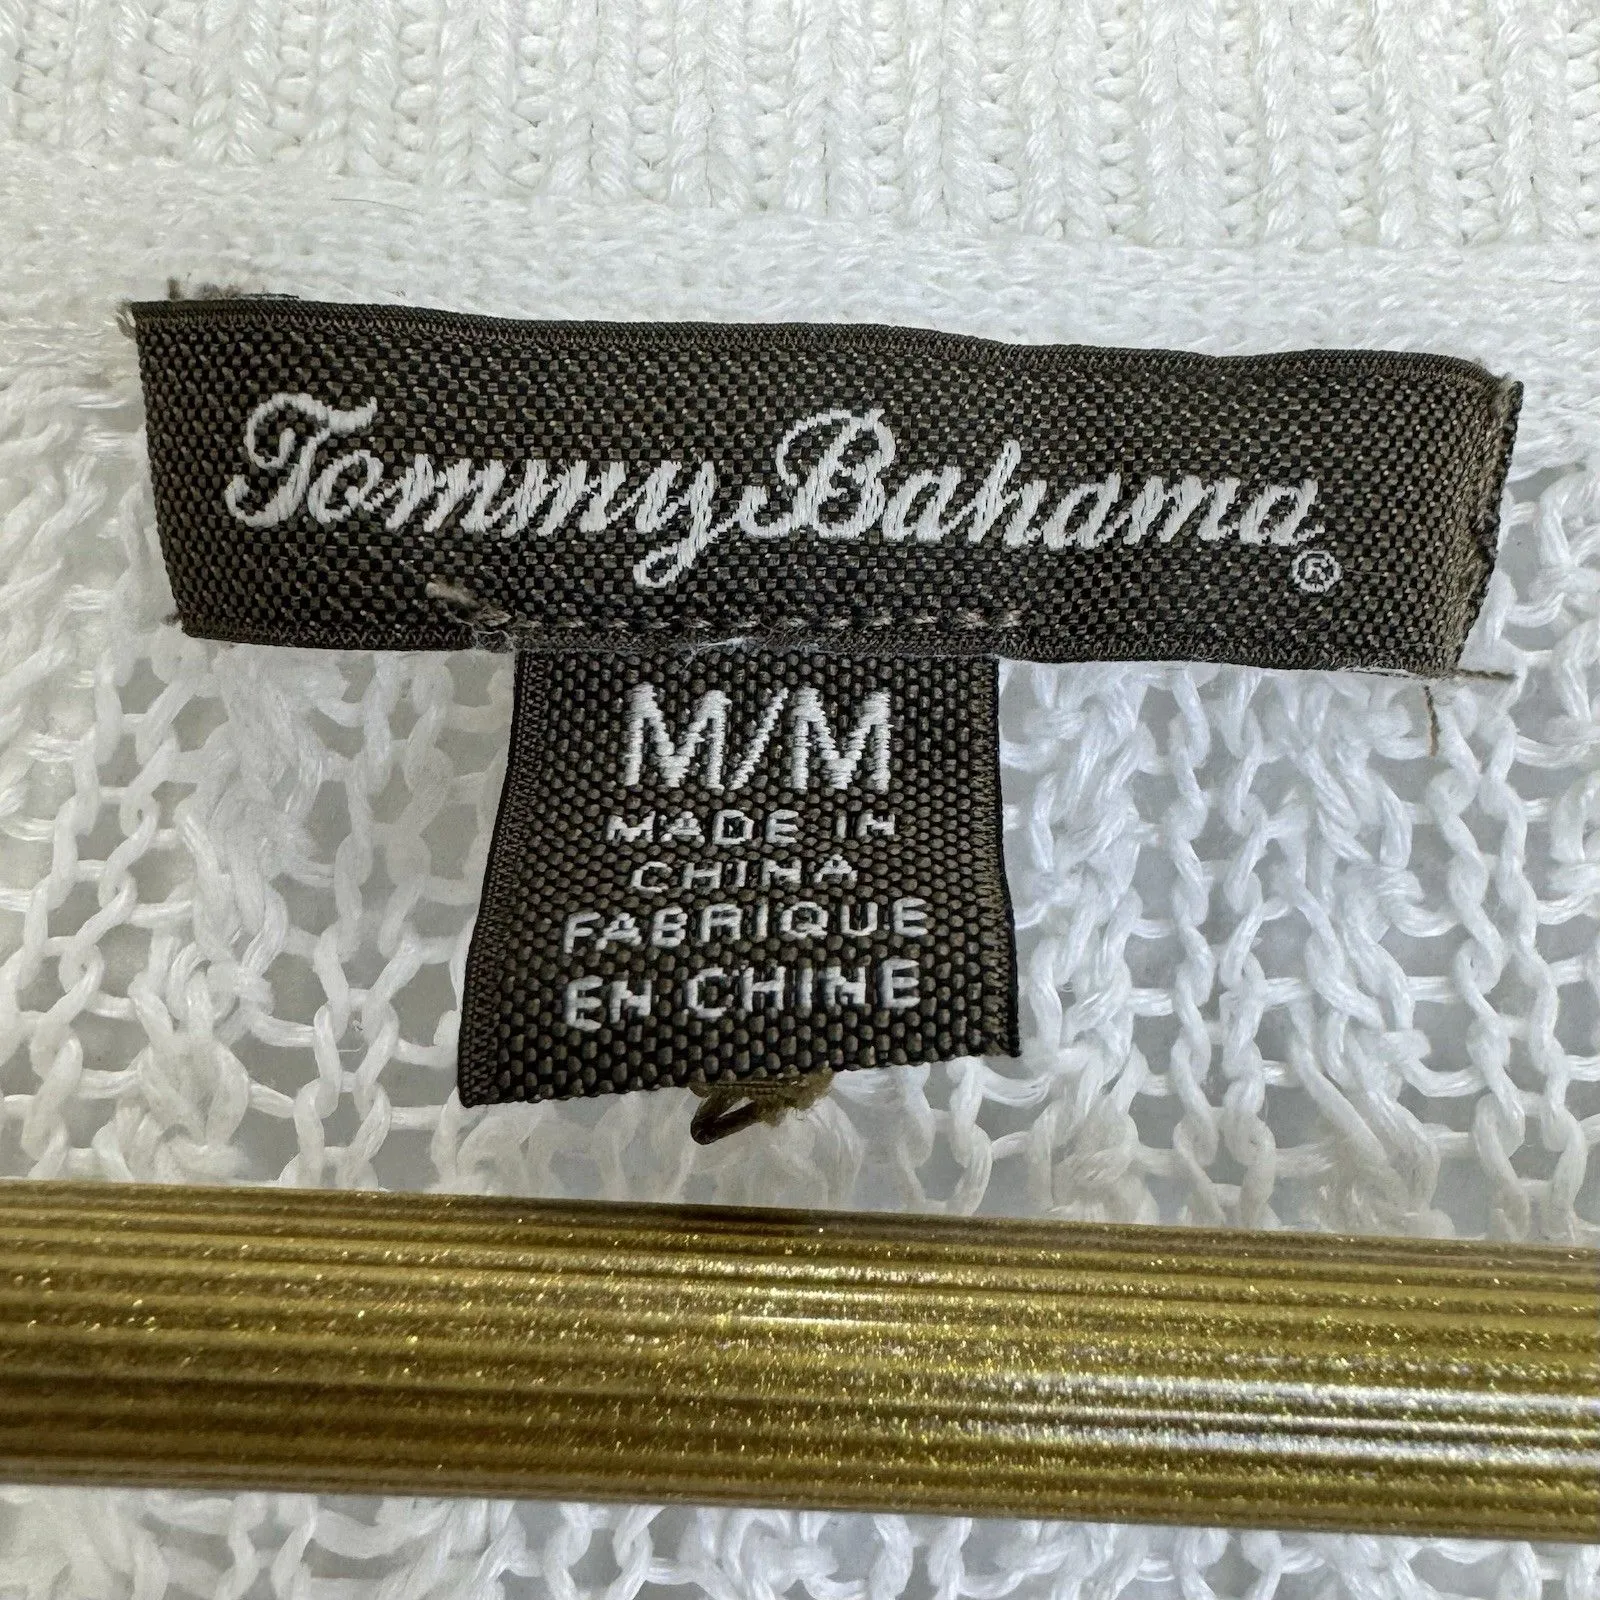 Tommy Bahama®
M/M
MADE IN
CHINA
FABRIQUE
EN CHINE